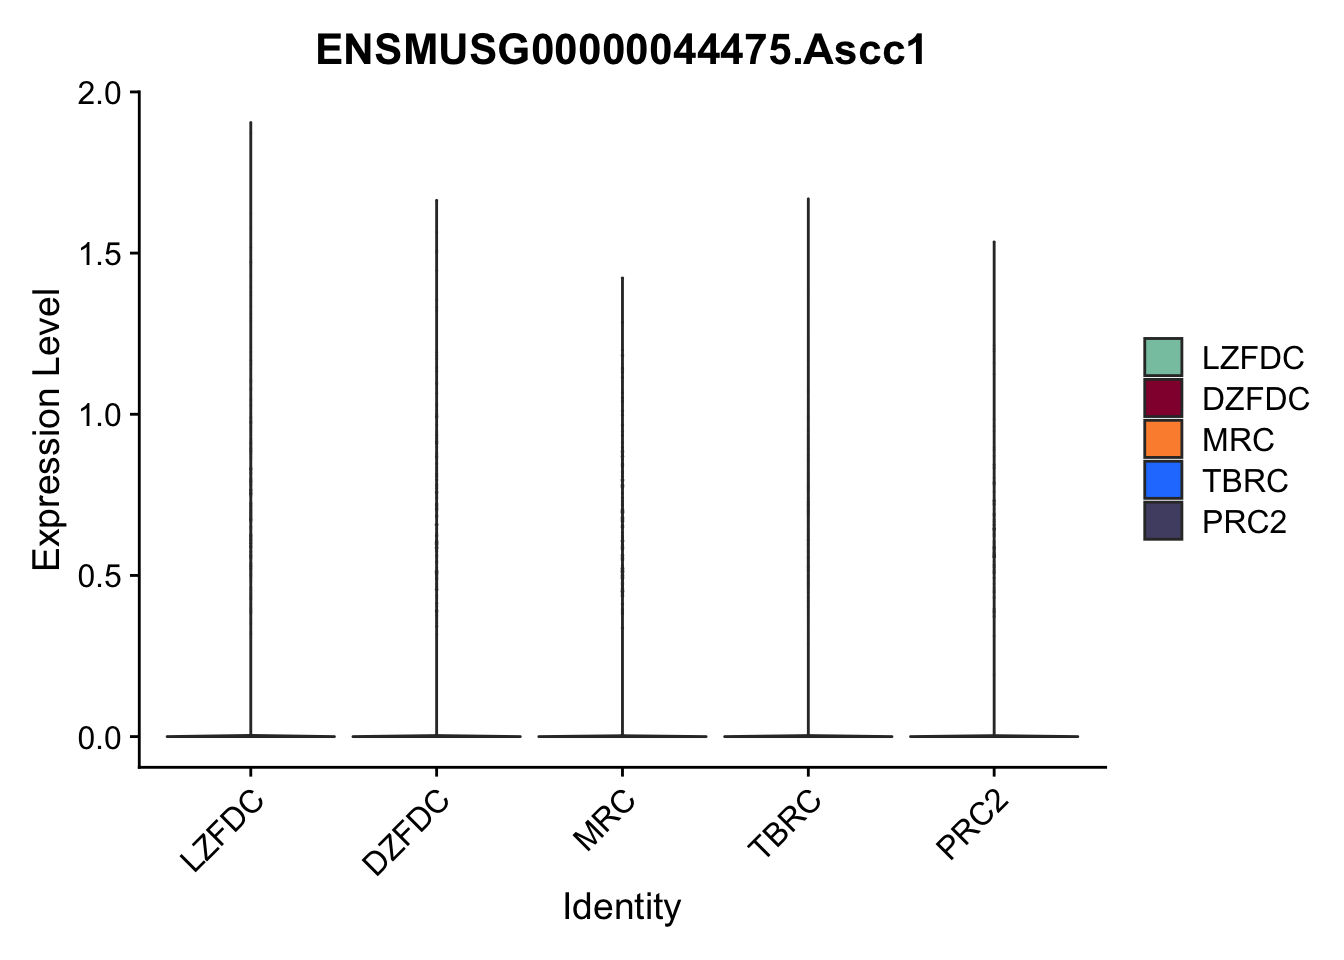 ENSMUSG00000044475.Ascc1
Expression Level
2.0
1.5
1.0
0.5
0.0
LZFDC
DZFDC
MRC
TBRC
PRC2
Identity
LZFDC
DZFDC
MRC
TBRC
PRC2